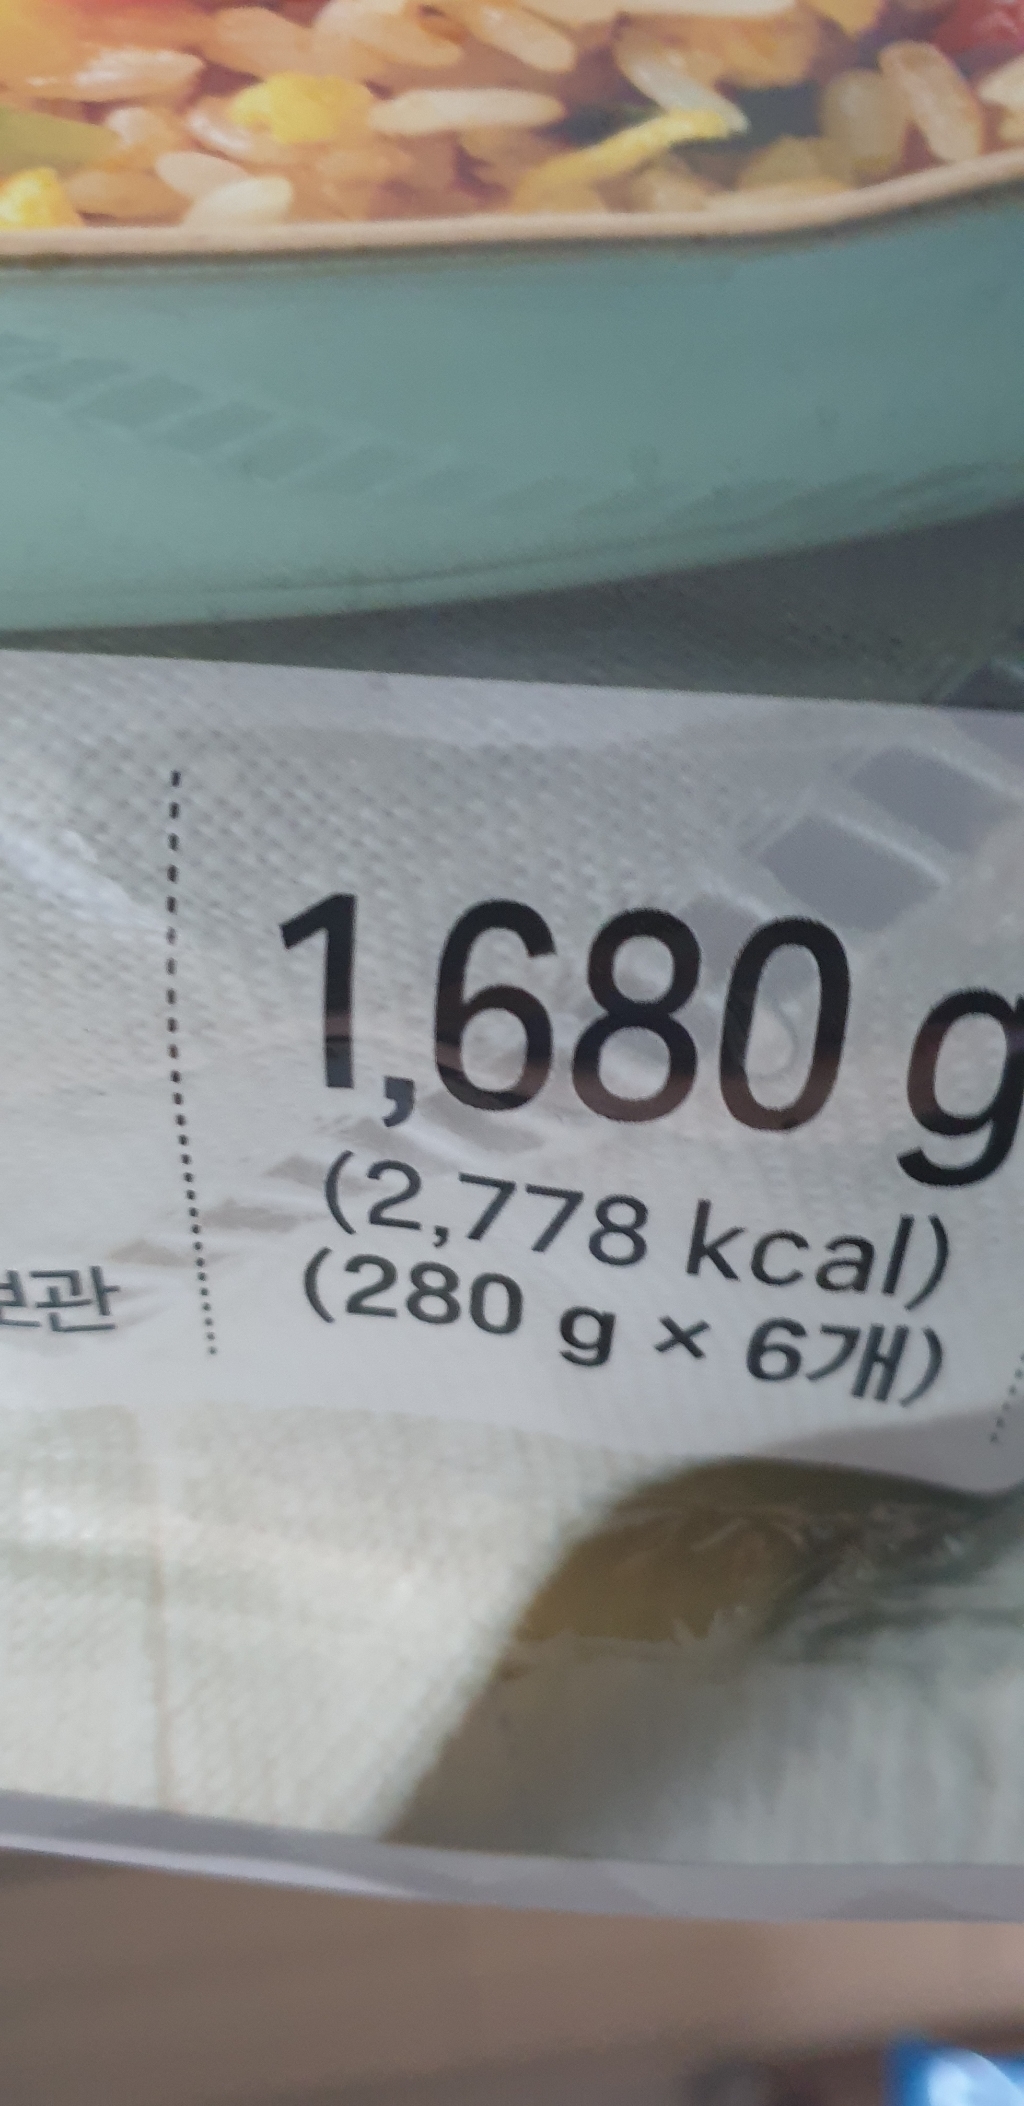 1,680 g
(2,778 kcal)
(280 g × 6개)